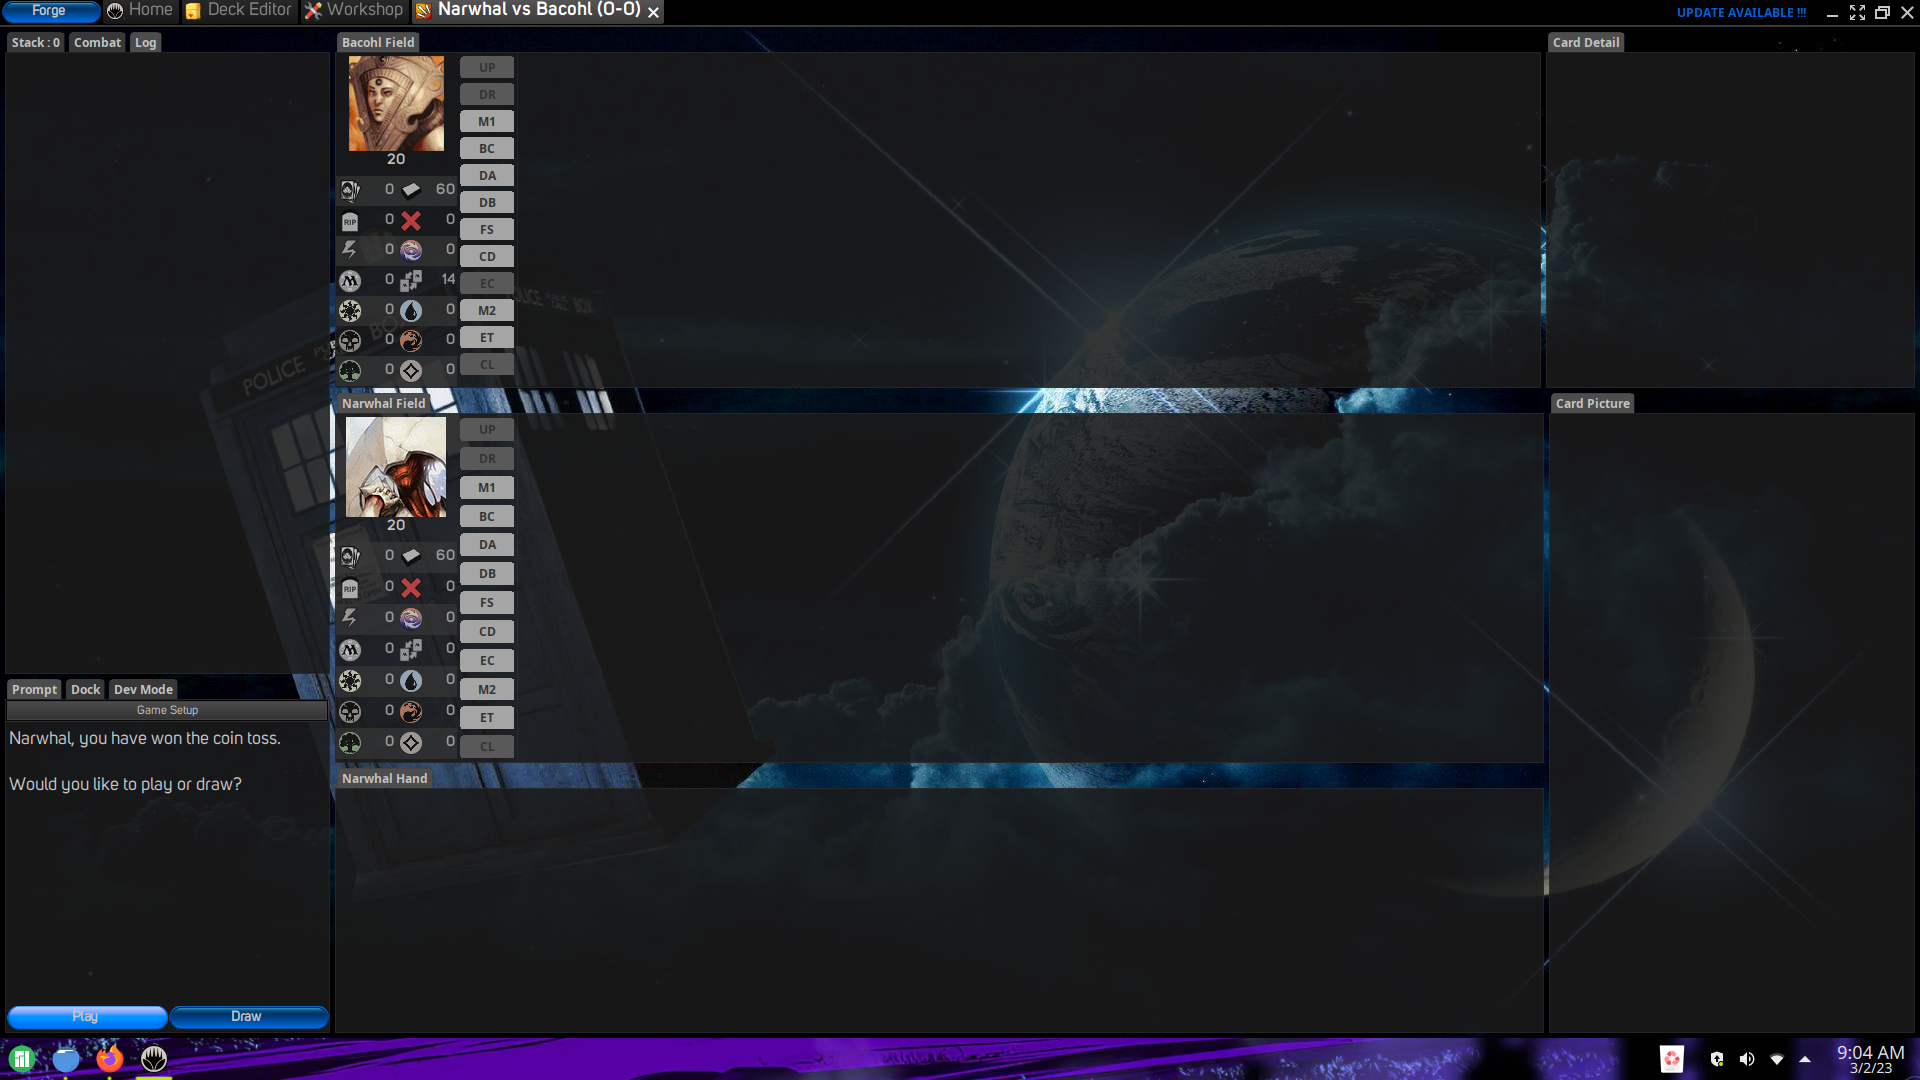 Forge
Home
Deck Editor
Workshop
Narwhal vs Bacohl (0-0)
UPDATE AVAILABLE !!!
Stack : 0
Combat
Log
Bacohl Field
Card Detail
20
0
60
RIP
0
0
0
0
0
14
0
0
0
0
0
0
UP
DR
M1
BC
DA
DB
FS
CD
EC
M2
ET
CL
POLICE
BOX
Narwhal Field
Card Picture
20
0
60
RIP
0
0
0
0
0
0
0
0
0
0
0
0
UP
DR
M1
BC
DA
DB
FS
CD
EC
M2
ET
CL
Prompt
Dock
Dev Mode
Game Setup
Narwhal, you have won the coin toss.
Would you like to play or draw?
Narwhal Hand
Play
Draw
9:04 AM
3/2/23